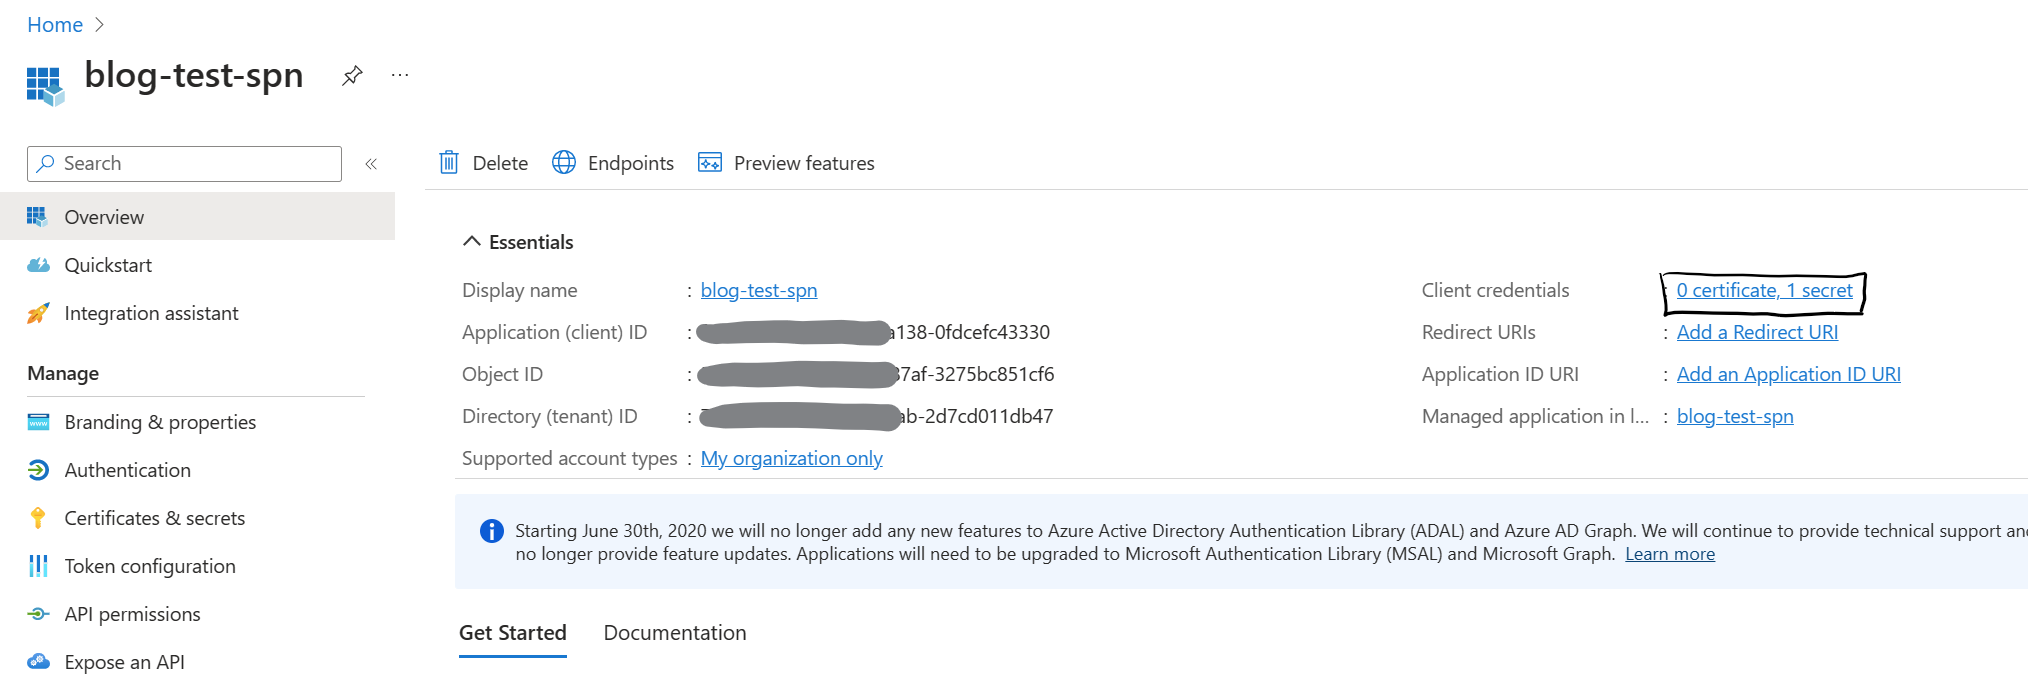 Home
blog-test-spn
Search
Delete
Endpoints
Preview features
Overview
Quickstart
Integration assistant
Manage
Branding & properties
Authentication
Certificates & secrets
Token configuration
API permissions
Expose an API
Essentials
Display name : blog-test-spn
Application (client) ID : 138-0fdcefc43330
Object ID : 7af-3275bc851cf6
Directory (tenant) ID : ab-2d7cd011db47
Supported account types : My organization only
Client credentials : 0 certificate, 1 secret
Redirect URIs : Add a Redirect URI
Application ID URI : Add an Application ID URI
Managed application in l... : blog-test-spn
Starting June 30th, 2020 we will no longer add any new features to Azure Active Directory Authentication Library (ADAL) and Azure AD Graph. We will continue to provide technical support
no longer provide feature updates. Applications will need to be upgraded to Microsoft Authentication Library (MSAL) and Microsoft Graph. Learn more
Get Started
Documentation